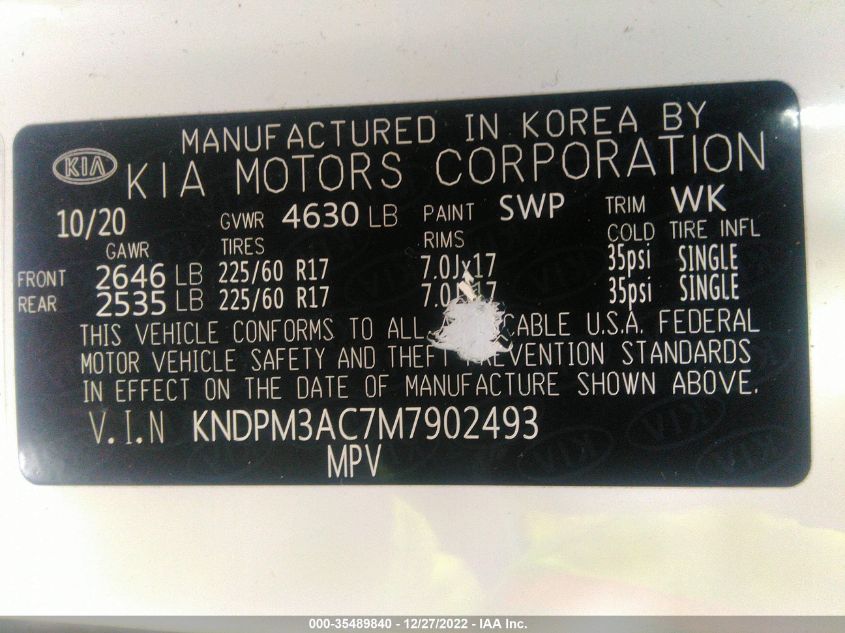 MANUFACTURED IN KOREA BY
KIA KIA MOTORS CORPORATION
10/20 GVWR 4630 LB PAINT SWP TRIM WK
GAWR TIRES RIMS COLD TIRE INFL
FRONT 2646 LB 225/60 R17 7.0Jx17 35psi SINGLE
REAR 2535 LB 225/60 R17 35psi SINGLE
THIS VEHICLE CONFORMS TO ALL U.S.A. FEDERAL
MOTOR VEHICLE SAFETY AND STANDARDS
IN EFFECT ON THE DATE OF MANUFACTURE SHOWN ABOVE.
V.I.N KNDPM3AC7M7902493
MPV
000-35489840 - 12/27/2022 - IAA Inc.